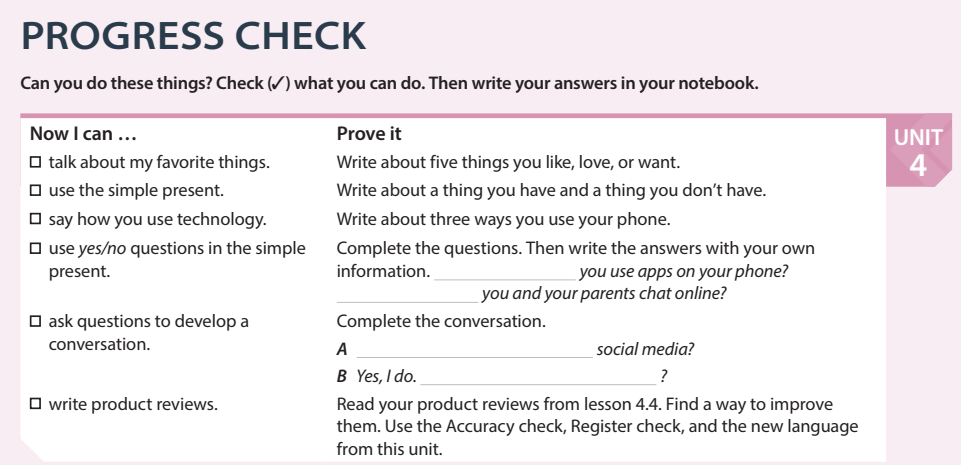 PROGRESS CHECK
Can you do these things? Check (✓) what you can do. Then write your answers in your notebook.
UNIT
4
Now I can … Prove it
☐ talk about my favorite things. Write about five things you like, love, or want.
☐ use the simple present. Write about a thing you have and a thing you don’t have.
☐ say how you use technology. Write about three ways you use your phone.
☐ use yes/no questions in the simple
present.
Complete the questions. Then write the answers with your own
information. _______________ you use apps on your phone?
_______________ you and your parents chat online?
☐ ask questions to develop a
conversation.
Complete the conversation.
A _________________________ social media?
B Yes, I do. _________________________ ?
☐ write product reviews. Read your product reviews from lesson 4.4. Find a way to improve
them. Use the Accuracy check, Register check, and the new language
from this unit.